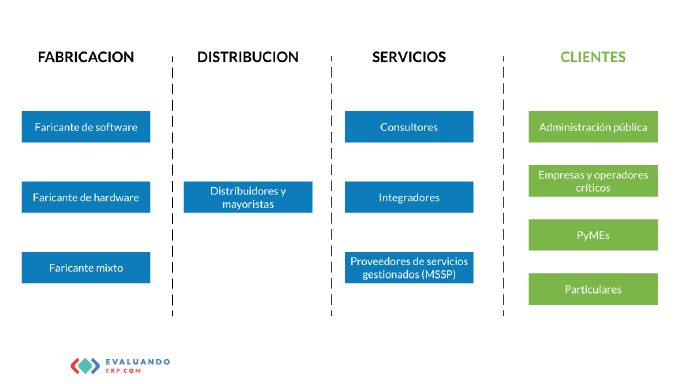 FABRICACION
DISTRIBUCION
SERVICIOS
CLIENTES
Faricante de software
Consultores
Administración pública
Faricante de hardware
Distribuidores y
mayoristas
Integradores
Empresas y operadores
críticos
Faricante mixto
Proveedores de servicios
gestionados (MSSP)
PyMEs
Particulares
EVALUANDO
ERP.COM